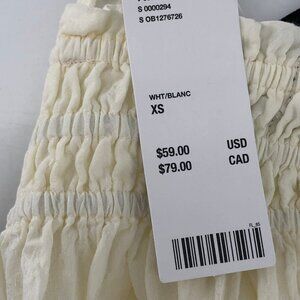 S 0000294
S OB1276726
WHT/BLANC
XS
$59.00 USD
$79.00 CAD